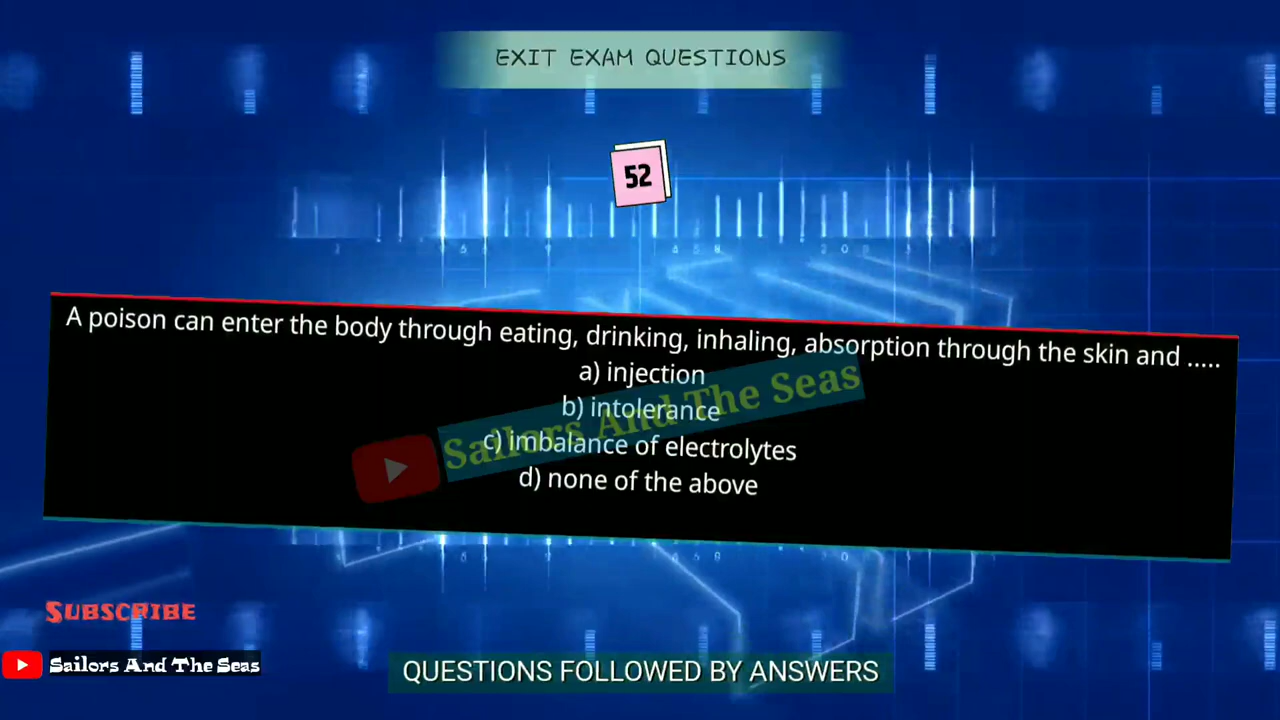 EXIT EXAM QUESTIONS
52
A poison can enter the body through eating, drinking, inhaling, absorption through the skin and .....
a) injection
b) intolerance
c) imbalance of electrolytes
d) none of the above
Sailors And The Seas
SUBSCRIBE
Sailors And The Seas
QUESTIONS FOLLOWED BY ANSWERS